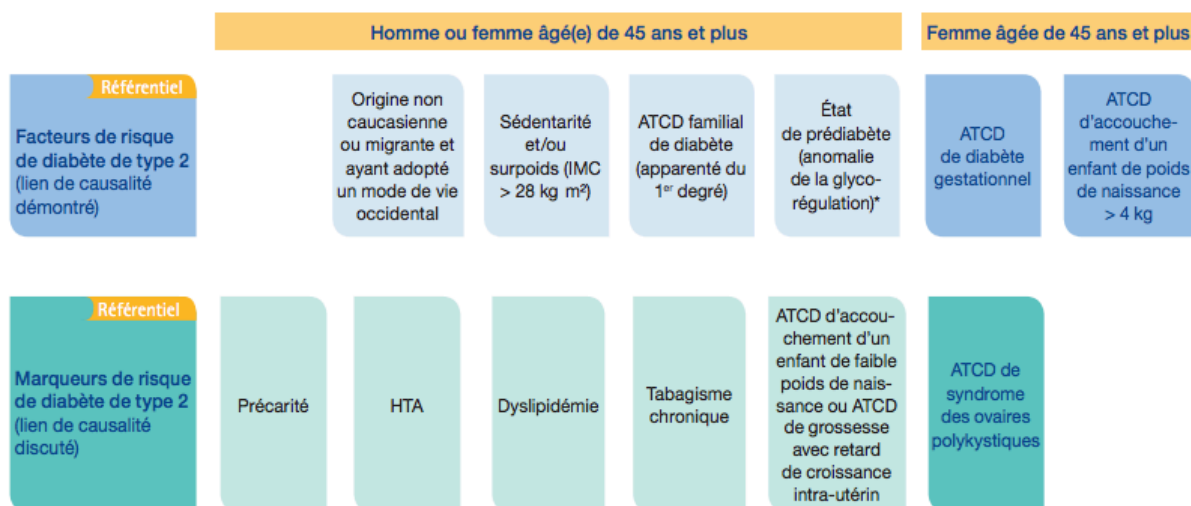 Homme ou femme âgé(e) de 45 ans et plus
Femme âgée de 45 ans et plus
Référentiel
Facteurs de risque
de diabète de type 2
(lien de causalité
démontré)
Origine non
caucasienne
ou migrante et
ayant adopté
un mode de vie
occidental
Sédentarité
et/ou
surpoids (IMC
> 28 kg m²)
ATCD familial
de diabète
(apparenté du
1er degré)
État
de prédiabète
(anomalie
de la glyco-
régulation)*
ATCD
de diabète
gestationnel
ATCD
d'accouche-
ment d'un
enfant de poids
de naissance
> 4 kg
Référentiel
Marqueurs de risque
de diabète de type 2
(lien de causalité
discuté)
Précarité
HTA
Dyslipidémie
Tabagisme
chronique
ATCD d'accou-
chement d'un
enfant de faible
poids de nais-
sance ou ATCD
de grossesse
avec retard
de croissance
intra-utérin
ATCD de
syndrome
des ovaires
polykystiques